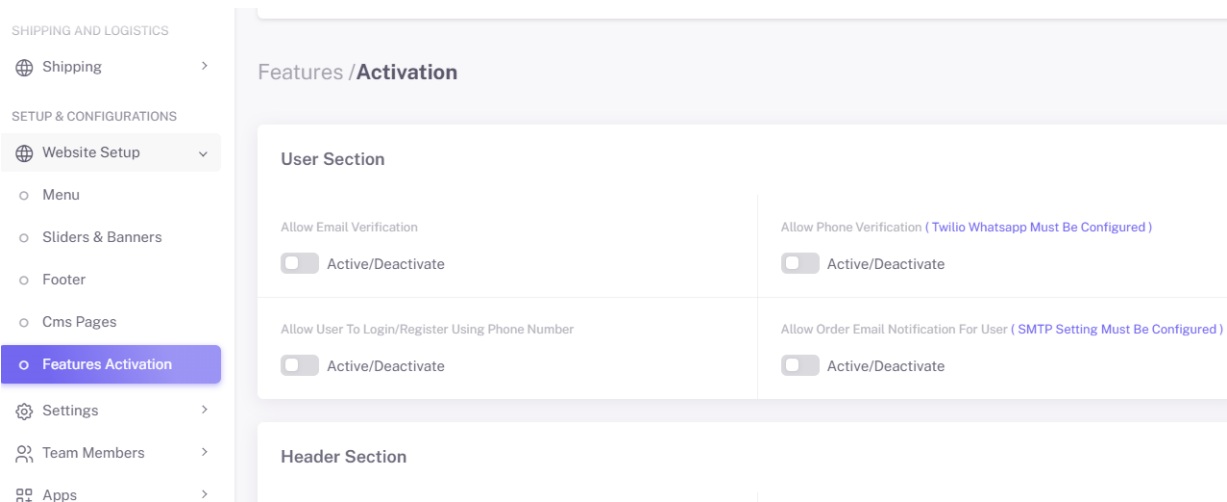 SHIPPING AND LOGISTICS
Shipping
SETUP & CONFIGURATIONS
Website Setup
Menu
Sliders & Banners
Footer
Cms Pages
Features Activation
Settings
Team Members
Apps
Features /Activation
User Section
Allow Email Verification
Active/Deactivate
Allow Phone Verification ( Twilio Whatsapp Must Be Configured )
Active/Deactivate
Allow User To Login/Register Using Phone Number
Active/Deactivate
Allow Order Email Notification For User ( SMTP Setting Must Be Configured )
Active/Deactivate
Header Section